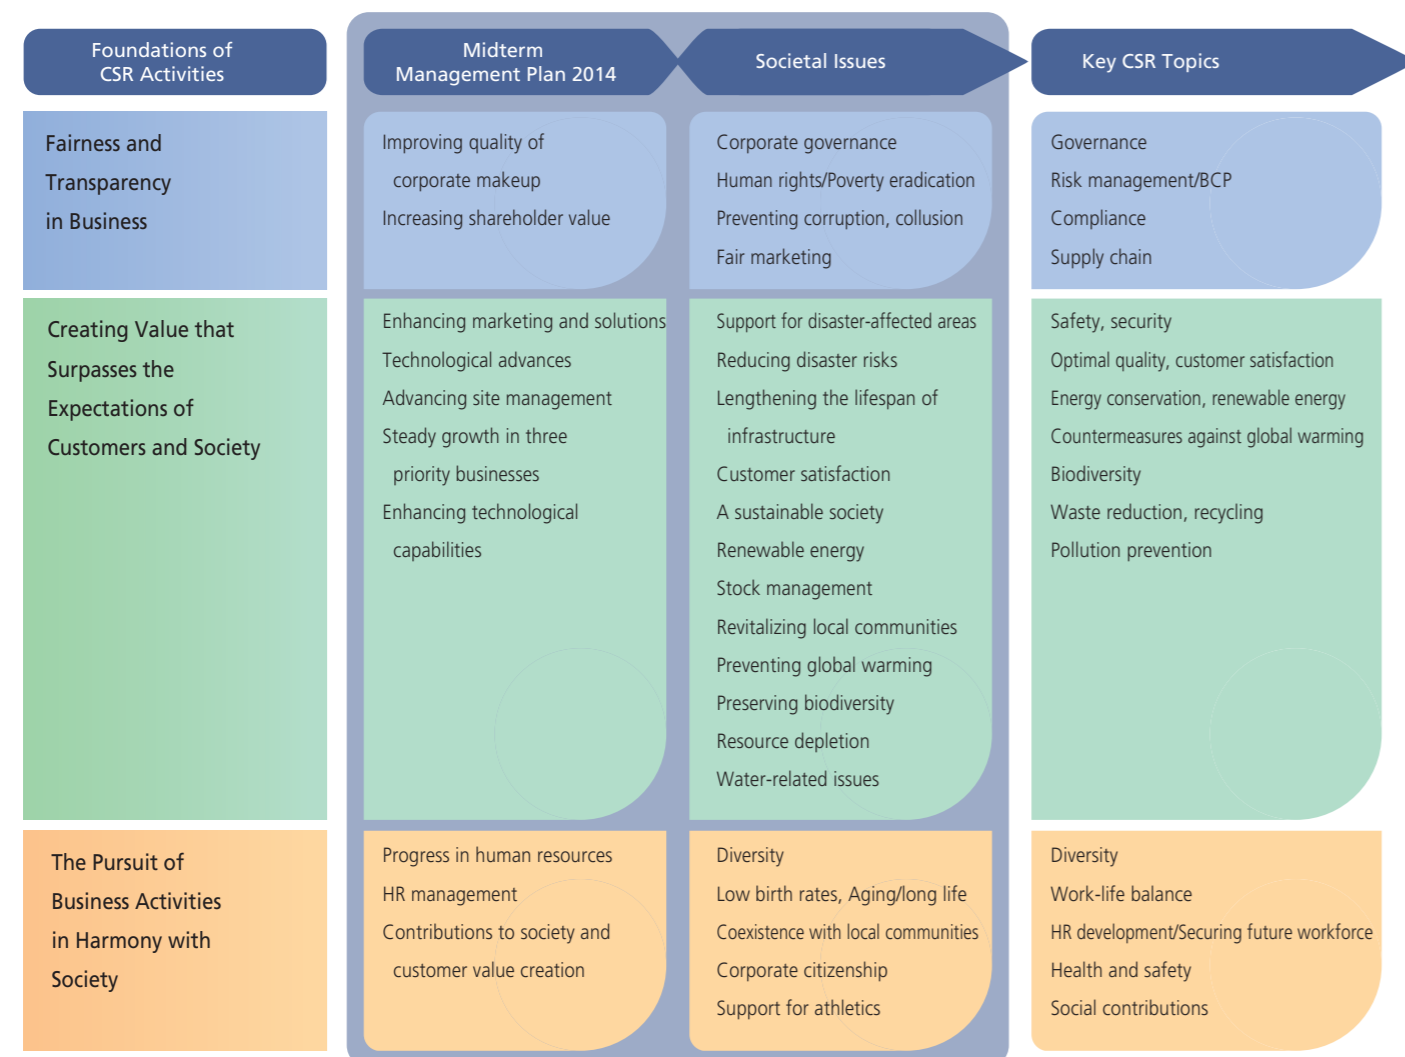 Foundations of
CSR Activities
Midterm
Management Plan 2014
Societal Issues
Key CSR Topics
Fairness and
Transparency
in Business
Improving quality of
corporate makeup
Increasing shareholder value
Corporate governance
Human rights/Poverty eradication
Preventing corruption, collusion
Fair marketing
Governance
Risk management/BCP
Compliance
Supply chain
Creating Value that
Surpasses the
Expectations of
Customers and Society
Enhancing marketing and solutions
Technological advances
Advancing site management
Steady growth in three
priority businesses
Enhancing technological
capabilities
Support for disaster-affected areas
Reducing disaster risks
Lengthening the lifespan of
infrastructure
Customer satisfaction
A sustainable society
Renewable energy
Stock management
Revitalizing local communities
Preventing global warming
Preserving biodiversity
Resource depletion
Water-related issues
Safety, security
Optimal quality, customer satisfaction
Energy conservation, renewable energy
Countermeasures against global warming
Biodiversity
Waste reduction, recycling
Pollution prevention
The Pursuit of
Business Activities
in Harmony with
Society
Progress in human resources
HR management
Contributions to society and
customer value creation
Diversity
Low birth rates, Aging/long life
Coexistence with local communities
Corporate citizenship
Support for athletics
Diversity
Work-life balance
HR development/Securing future workforce
Health and safety
Social contributions